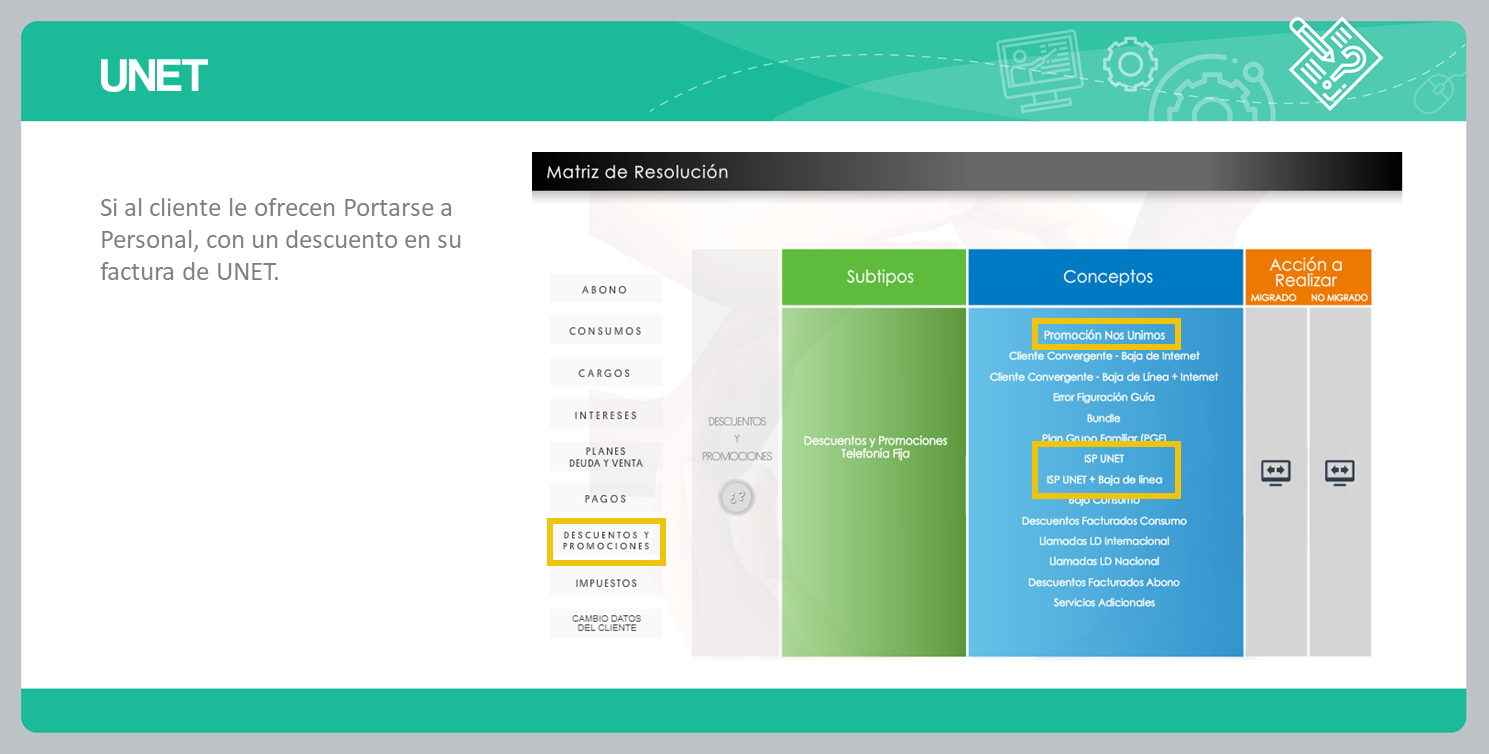 UNET
Si al cliente le ofrecen Portarse a
Personal, con un descuento en su
factura de UNET.
Matriz de Resolución
ABONO
CONSUMOS
CARGOS
INTERESES
PLANES
DEUDA Y VENTA
PAGOS
DESCUENTOS Y
PROMOCIONES
IMPUESTOS
CAMBIO DATOS
DEL CLIENTE
DESCUENTOS
Y
PROMOCIONES
¿?
Subtipos
Descuentos y Promociones
Telefonía Fija
Conceptos
Promoción Nos Unimos
Cliente Convergente - Baja de Internet
Cliente Convergente - Baja de Línea + Internet
Error Figuración Guía
Bundle
Plan Grupo Familiar (PGF)
ISP UNET
ISP UNET + Baja de línea
Bajo Consumo
Descuentos Facturados Consumo
Llamadas LD Internacional
Llamadas LD Nacional
Descuentos Facturados Abono
Servicios Adicionales
Acción a
Realizar
MIGRADO NO MIGRADO